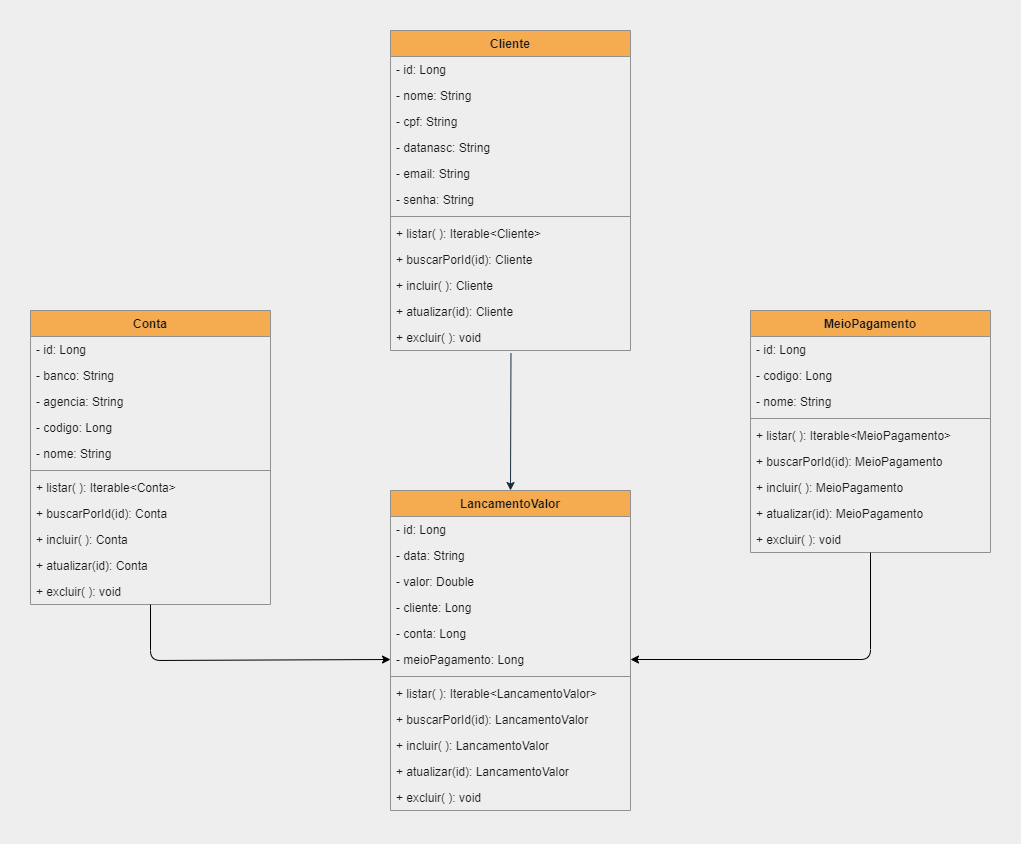 Cliente
- id: Long
- nome: String
- cpf: String
- datanasc: String
- email: String
- senha: String
+ listar( ): Iterable<Cliente>
+ buscarPorId(id): Cliente
+ incluir( ): Cliente
+ atualizar(id): Cliente
+ excluir( ): void
Conta
- id: Long
- banco: String
- agencia: String
- codigo: Long
- nome: String
+ listar( ): Iterable<Conta>
+ buscarPorId(id): Conta
+ incluir( ): Conta
+ atualizar(id): Conta
+ excluir( ): void
MeioPagamento
- id: Long
- codigo: Long
- nome: String
+ listar( ): Iterable<MeioPagamento>
+ buscarPorId(id): MeioPagamento
+ incluir( ): MeioPagamento
+ atualizar(id): MeioPagamento
+ excluir( ): void
LancamentoValor
- id: Long
- data: String
- valor: Double
- cliente: Long
- conta: Long
- meioPagamento: Long
+ listar( ): Iterable<LancamentoValor>
+ buscarPorId(id): LancamentoValor
+ incluir( ): LancamentoValor
+ atualizar(id): LancamentoValor
+ excluir( ): void